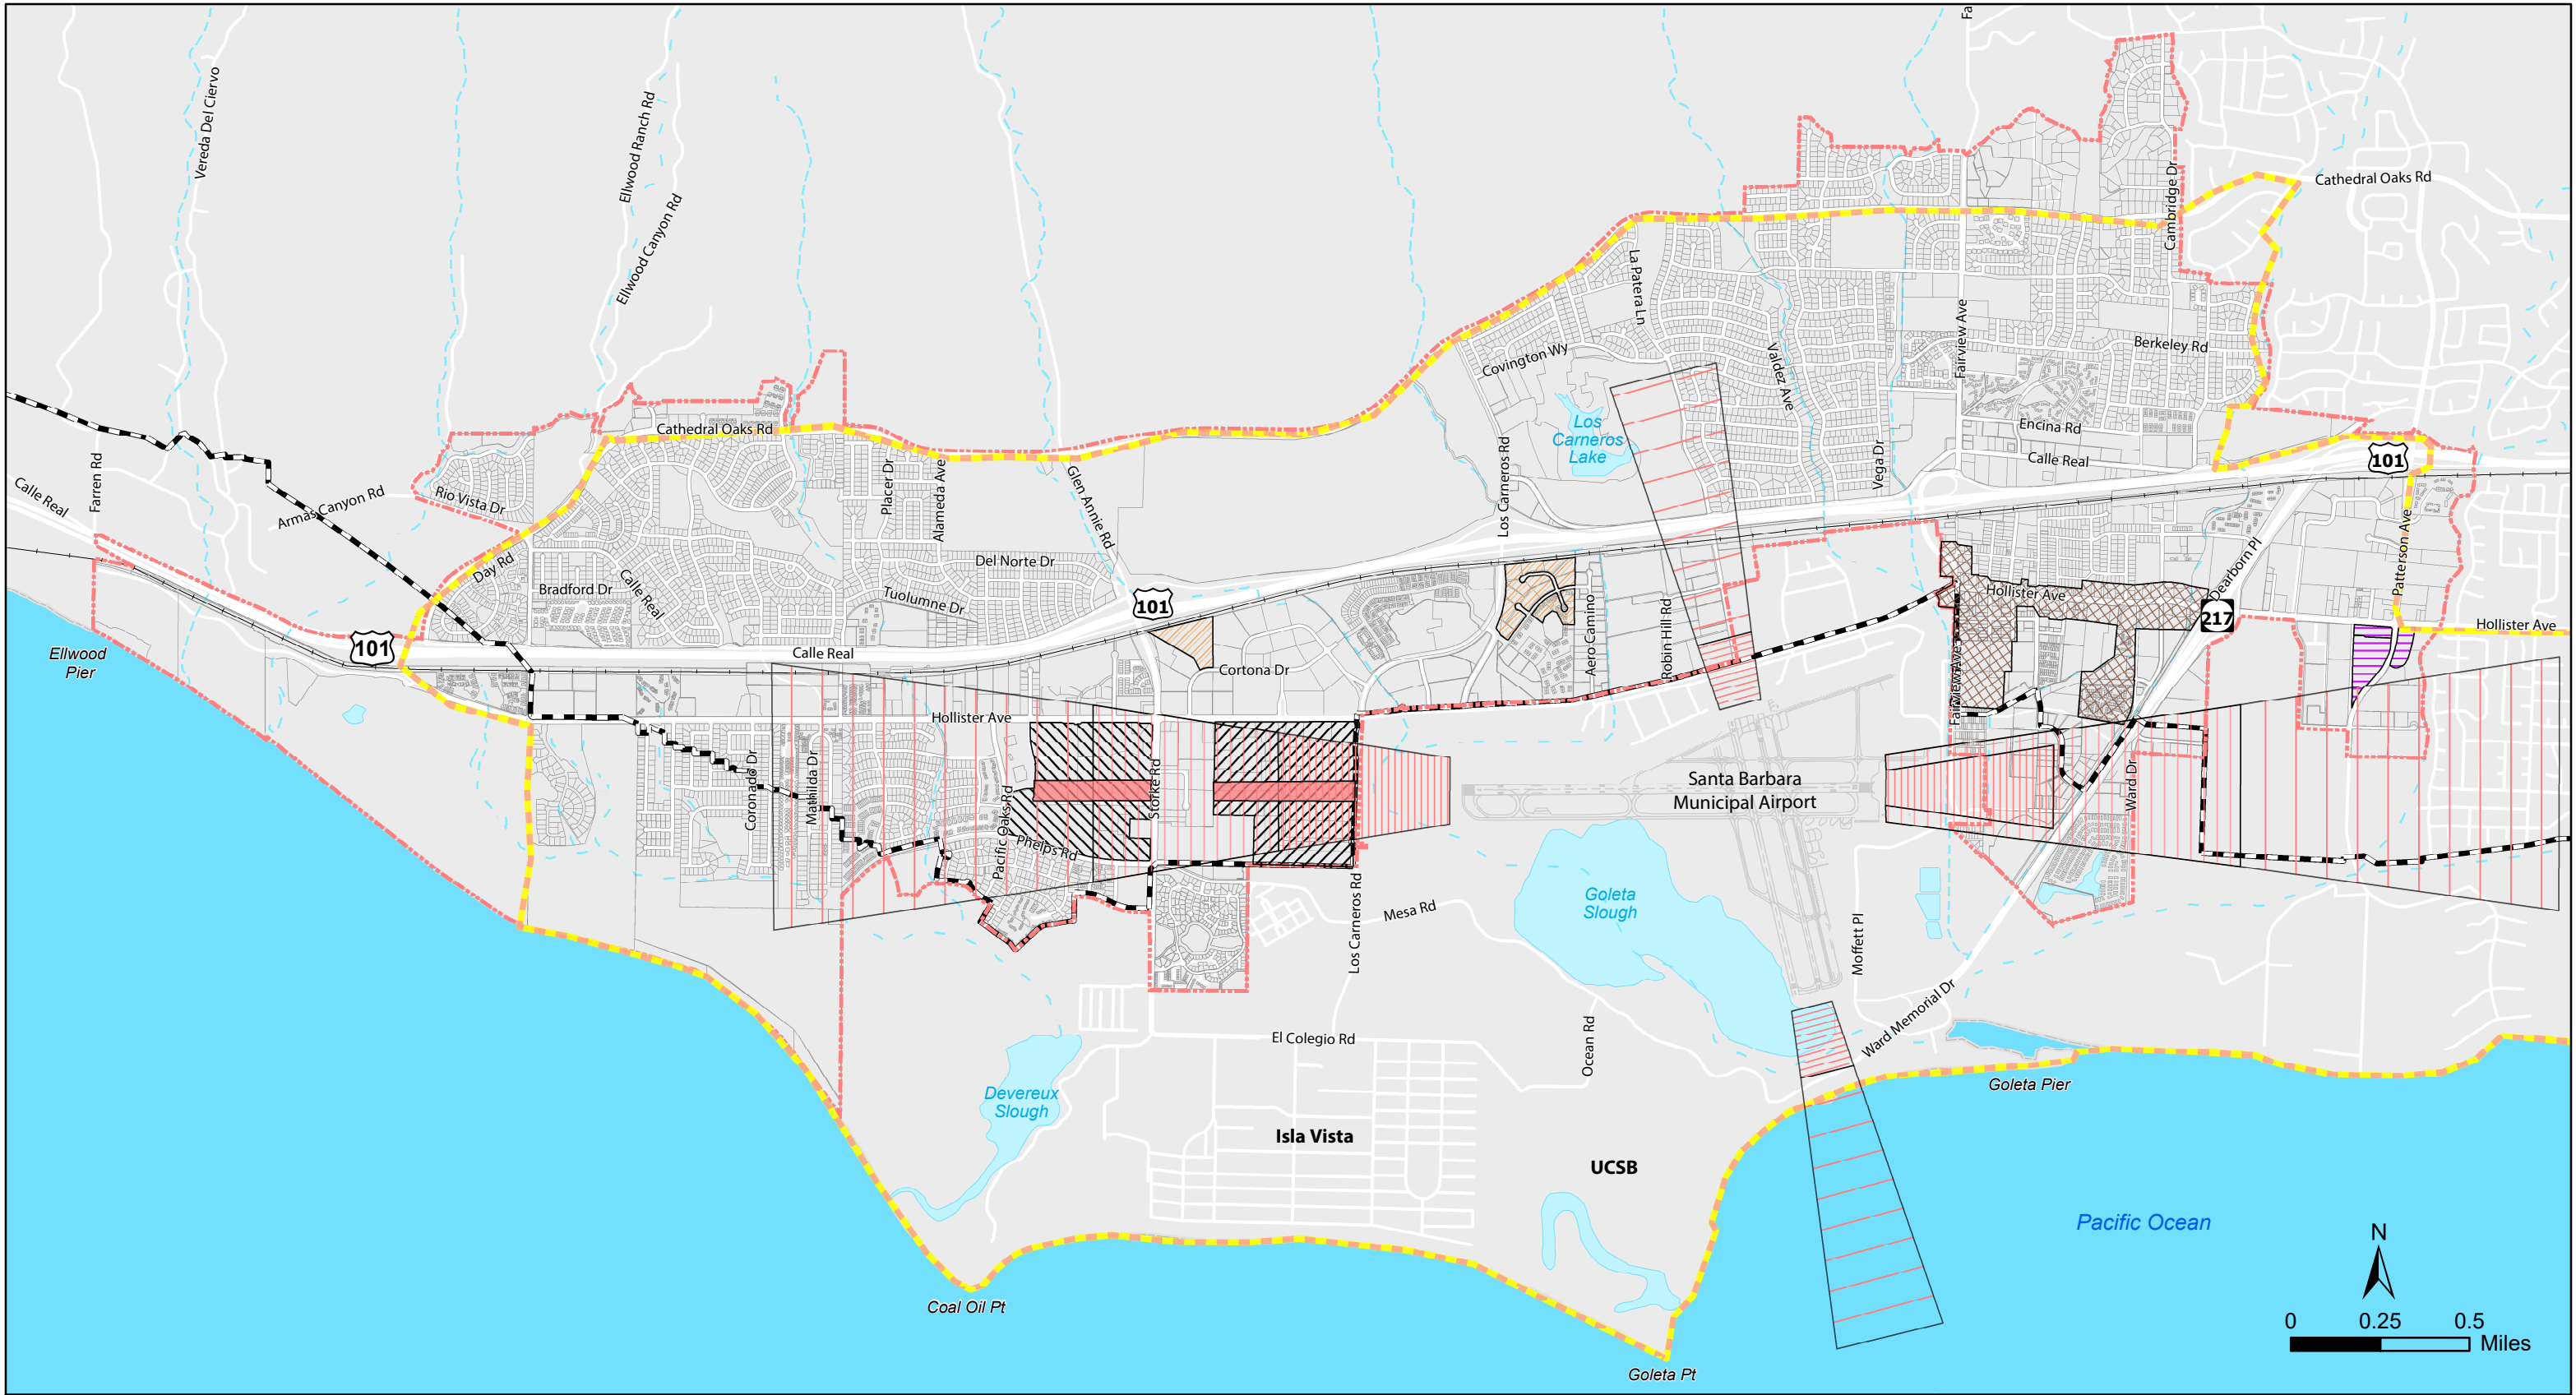 Fa
Vereda Del Ciervo
Ellwood Ranch Rd
Ellwood Canyon Rd
Cathedral Oaks Rd
Cambridge Dr
La Patera Ln
Covington Wy
Valdez Ave
Fairview Ave
Berkeley Rd
Los
Carneros
Lake
Encina Rd
Calle Real
Vega Dr
101
Cathedral Oaks Rd
Placer Dr
Alameda Ave
Glen Annie Rd
Los Carneros Rd
Farren Rd
Calle Real
Armas Canyon Rd
Rio Vista Dr
Day Rd
Bradford Dr
Calle Real
Del Norte Dr
Tuolumne Dr
101
Aero Camino
Robin Hill Rd
Hollister Ave
Dearborn Pl
217
Patterson Ave
Hollister Ave
Ellwood
Pier
101
Calle Real
Cortona Dr
Fairview Ave
Hollister Ave
Coronado Dr
Mathilda Dr
Pacific Oaks Rd
Phelps Rd
Storke Rd
Santa Barbara
Municipal Airport
Ward Dr
Los Carneros Rd
Mesa Rd
Goleta
Slough
Moffett Pl
Ward Memorial Dr
El Colegio Rd
Ocean Rd
Goleta Pier
Devereux
Slough
Isla Vista
UCSB
Pacific Ocean
N
Coal Oil Pt
0 0.25 0.5
Miles
Goleta Pt